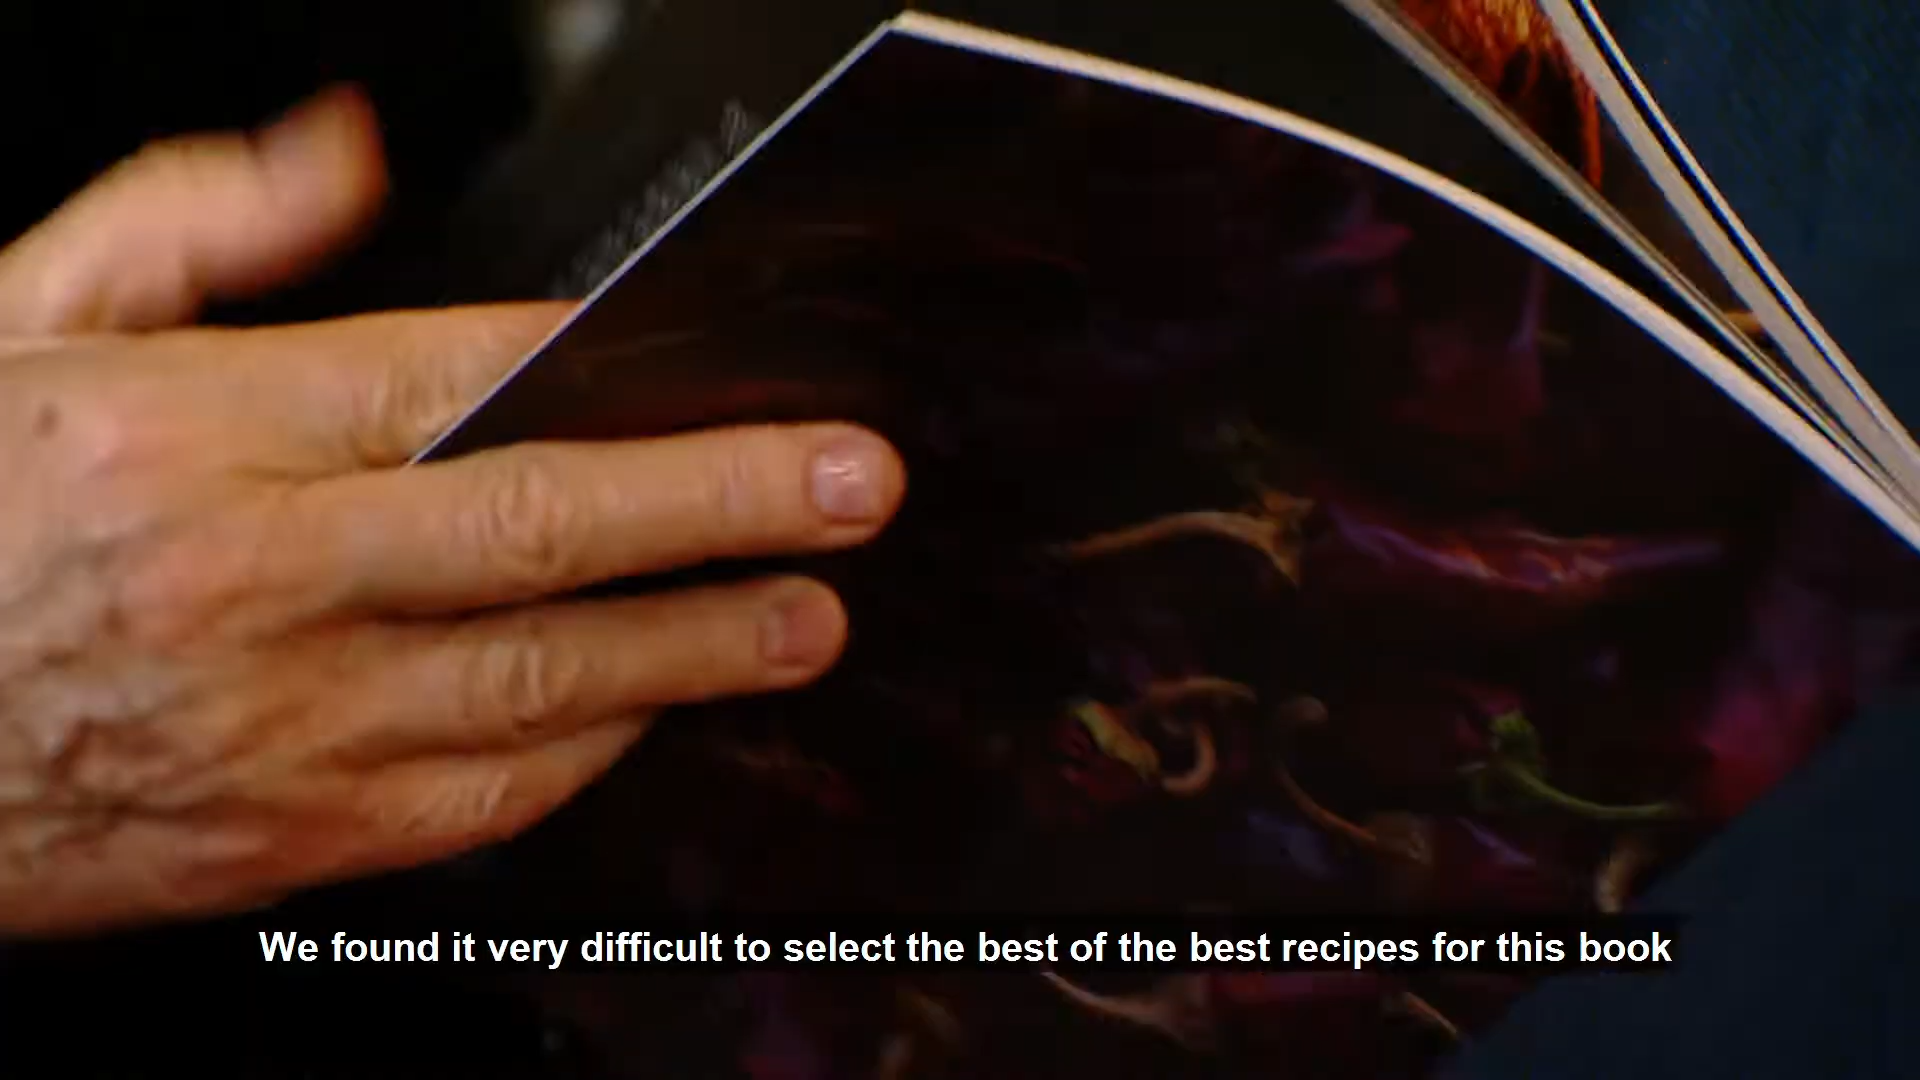 We found it very difficult to select the best of the best recipes for this book